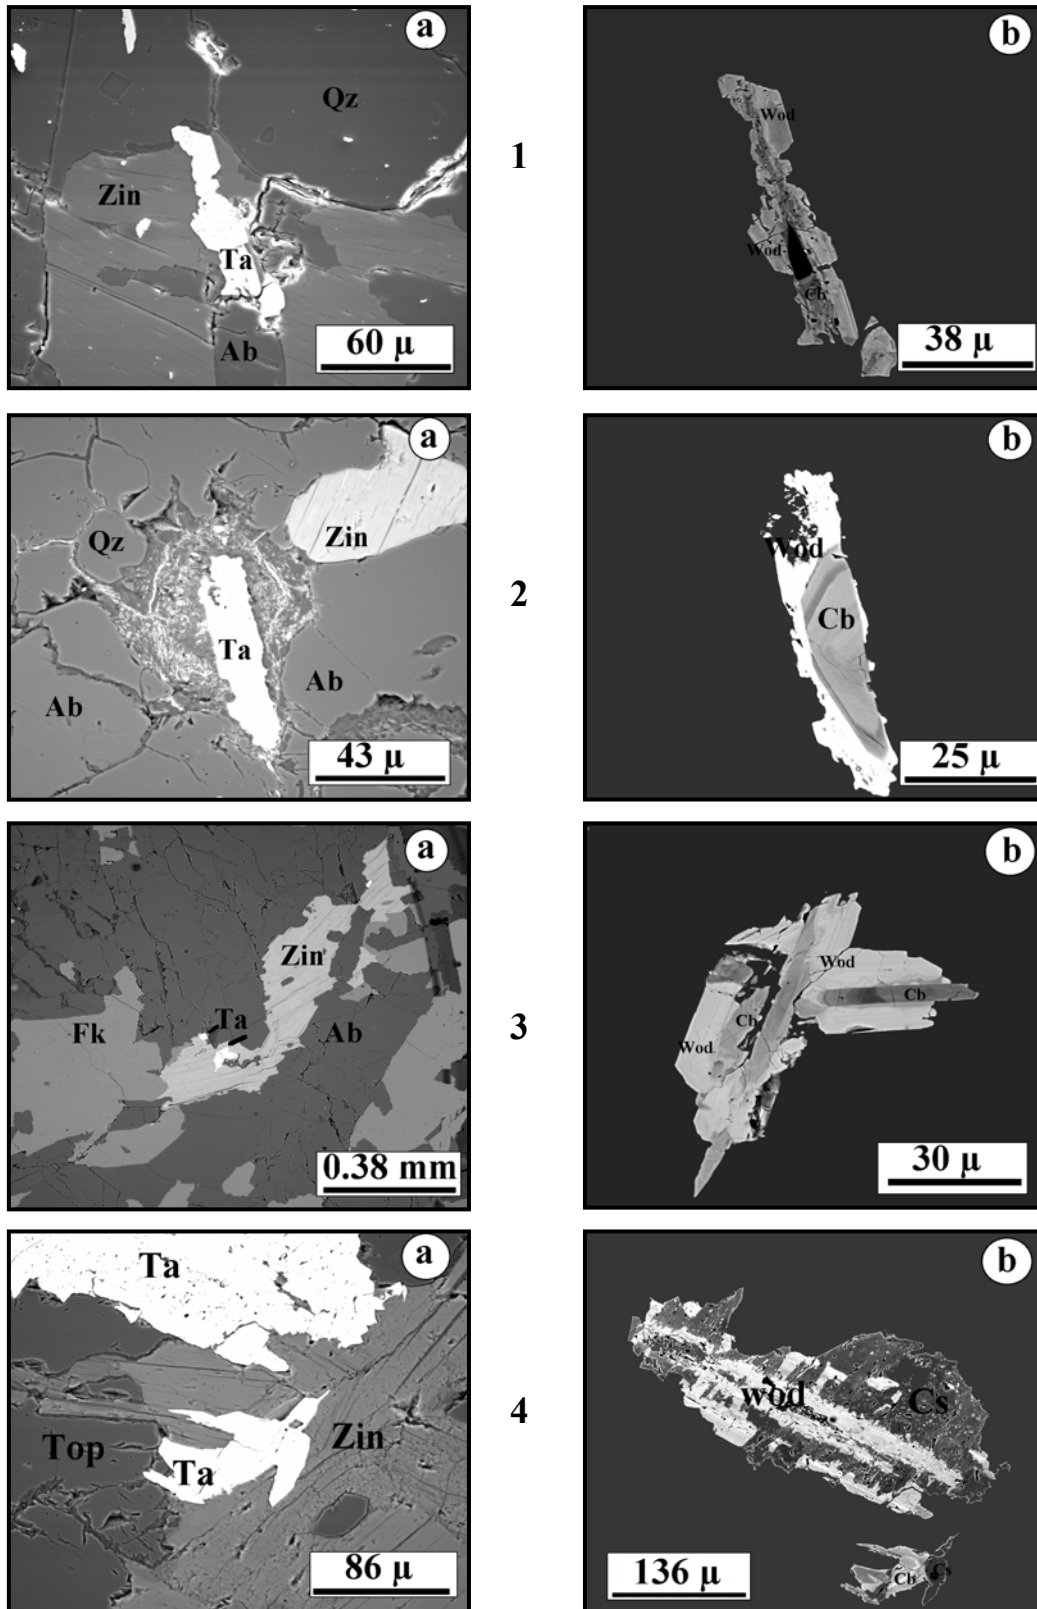 a
Qz
Zin
Ta
Ab
60 µ
1
b
Wod
Wod
Cb
38 µ
a
Qz
Zin
Ta
Ab
Ab
43 µ
2
b
Wod
Cb
25 µ
a
Zin
Ta
Fk
Ab
0.38 mm
3
b
Wod
Cb
Cb
Wod
30 µ
a
Ta
Top
Ta
Zin
86 µ
4
b
wod
Cs
Cb
Cs
136 µ